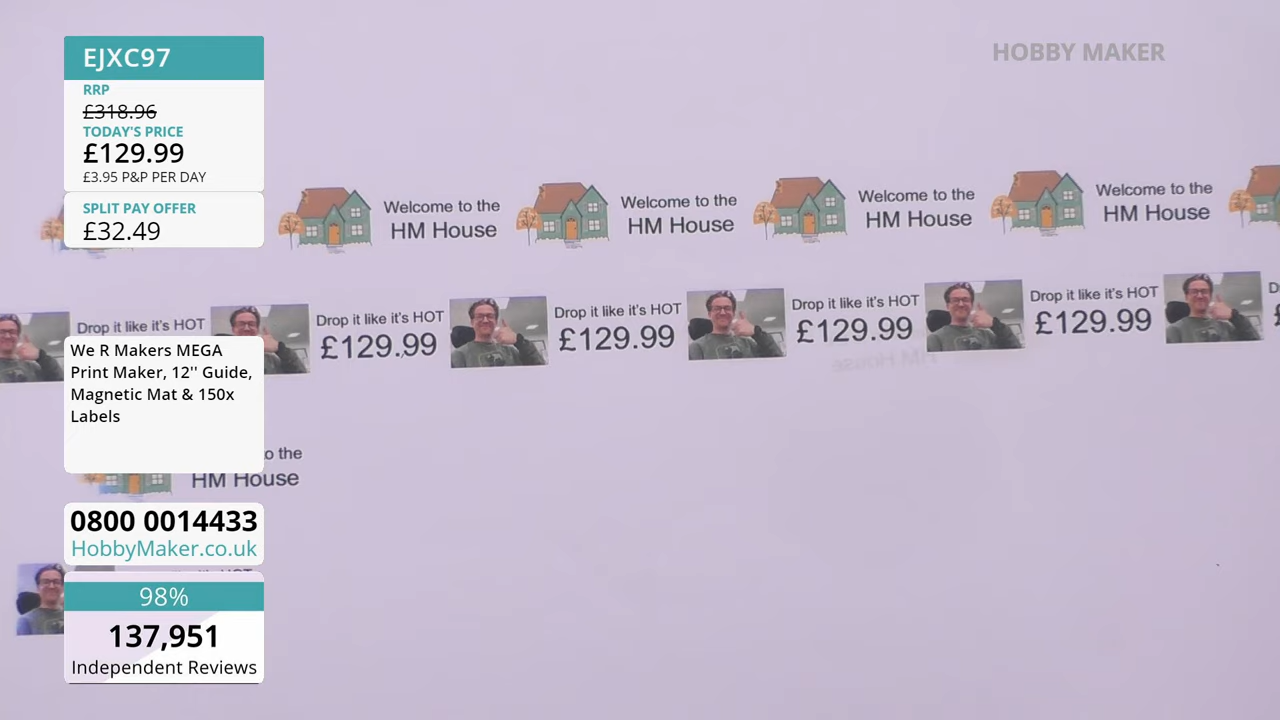 EJXC97
RRP
£318.96
TODAY'S PRICE
£129.99
£3.95 P&P PER DAY
SPLIT PAY OFFER
£32.49
We R Makers MEGA
Print Maker, 12'' Guide,
Magnetic Mat & 150x
Labels
0800 0014433
HobbyMaker.co.uk
98%
137,951
Independent Reviews
HOBBY MAKER
Welcome to the
HM House
Welcome to the
HM House
Welcome to the
HM House
Welcome to the
HM House
Drop it like it's HOT
Drop it like it's HOT
£129.99
Drop it like it's HOT
£129.99
Drop it like it's HOT
£129.99
Drop it like it's HOT
£129.99
to the
HM House